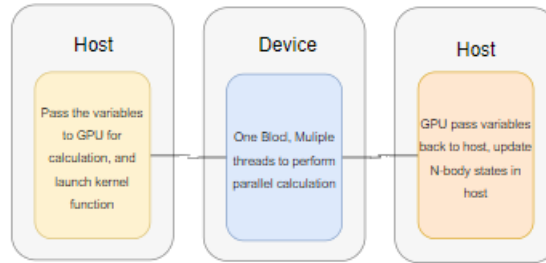 Host
Pass the variables
to GPU for
calculation, and
launch kernel
function
Device
One Blocl, Muliple
threads to perform
parallel calculation
Host
GPU pass variables
back to host, update
N-body states in
host